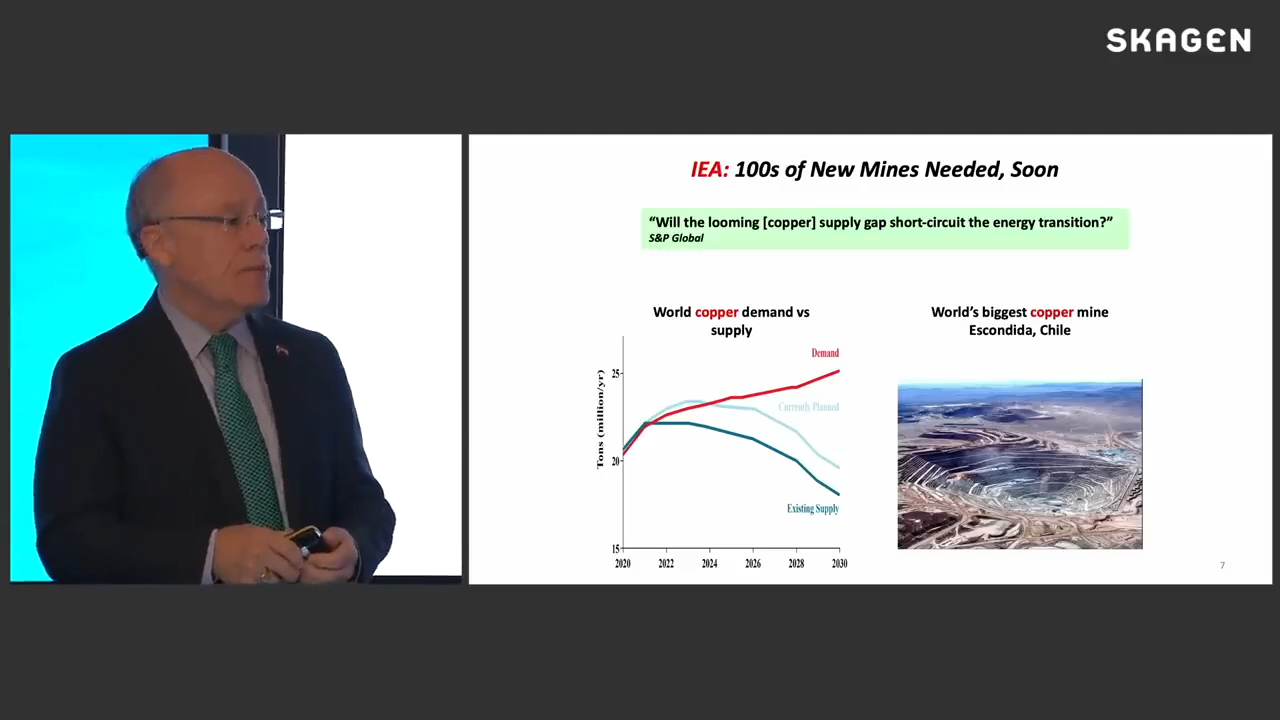 SKAGEN
IEA: 100s of New Mines Needed, Soon
“Will the looming [copper] supply gap short-circuit the energy transition?”
S&P Global
World copper demand vs
supply
World’s biggest copper mine
Escondida, Chile
Demand
25
Currently Planned
Tons (million/yr)
20
Existing Supply
15
2020 2022 2024 2026 2028 2030
7